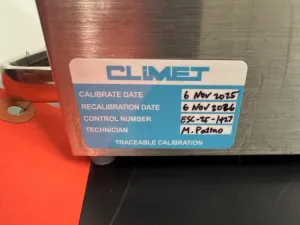 CLiMET
CALIBRATE DATE 6 Nov 2025
RECALIBRATION DATE 6 Nov 2026
CONTROL NUMBER ESC-25-1427
TECHNICIAN M. Patino
TRACEABLE CALIBRATION